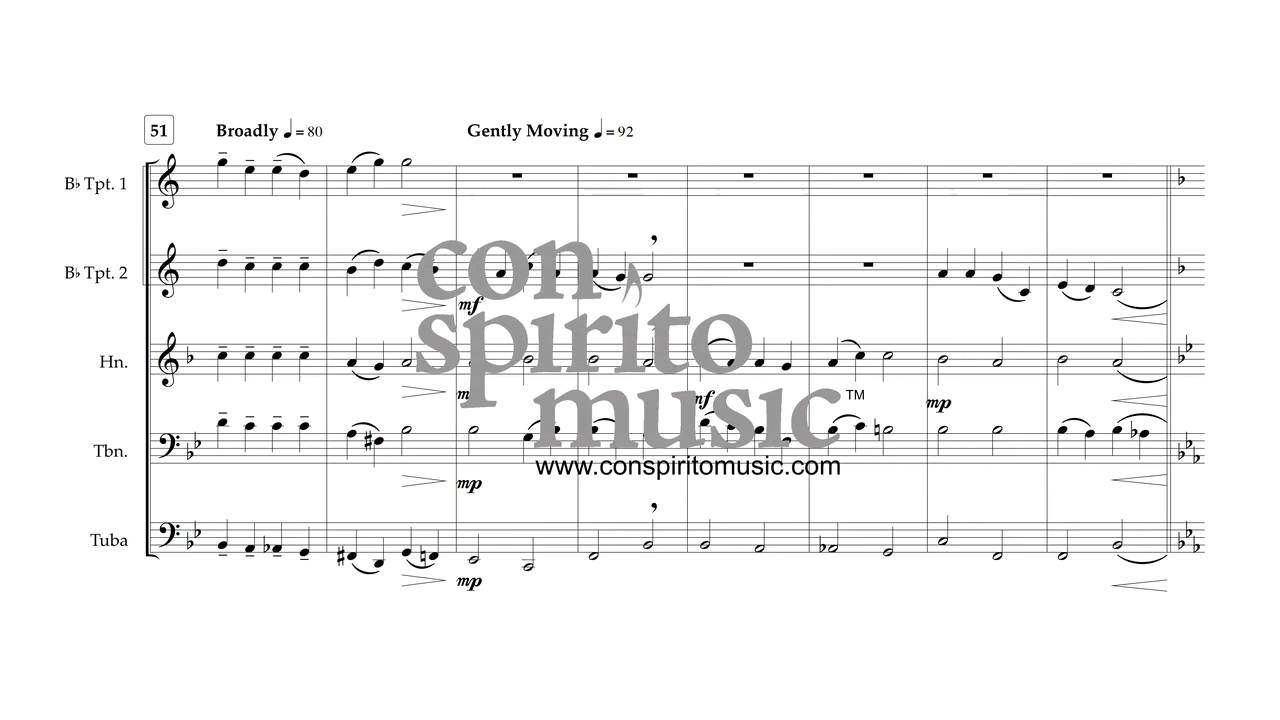 51 Broadly ♩= 80 Gently Moving ♩= 92
B♭ Tpt. 1
B♭ Tpt. 2
mf
Hn.
mf
mp
Tbn.
mp
Tuba
mp
con
spirito
music ™
www.conspiritomusic.com